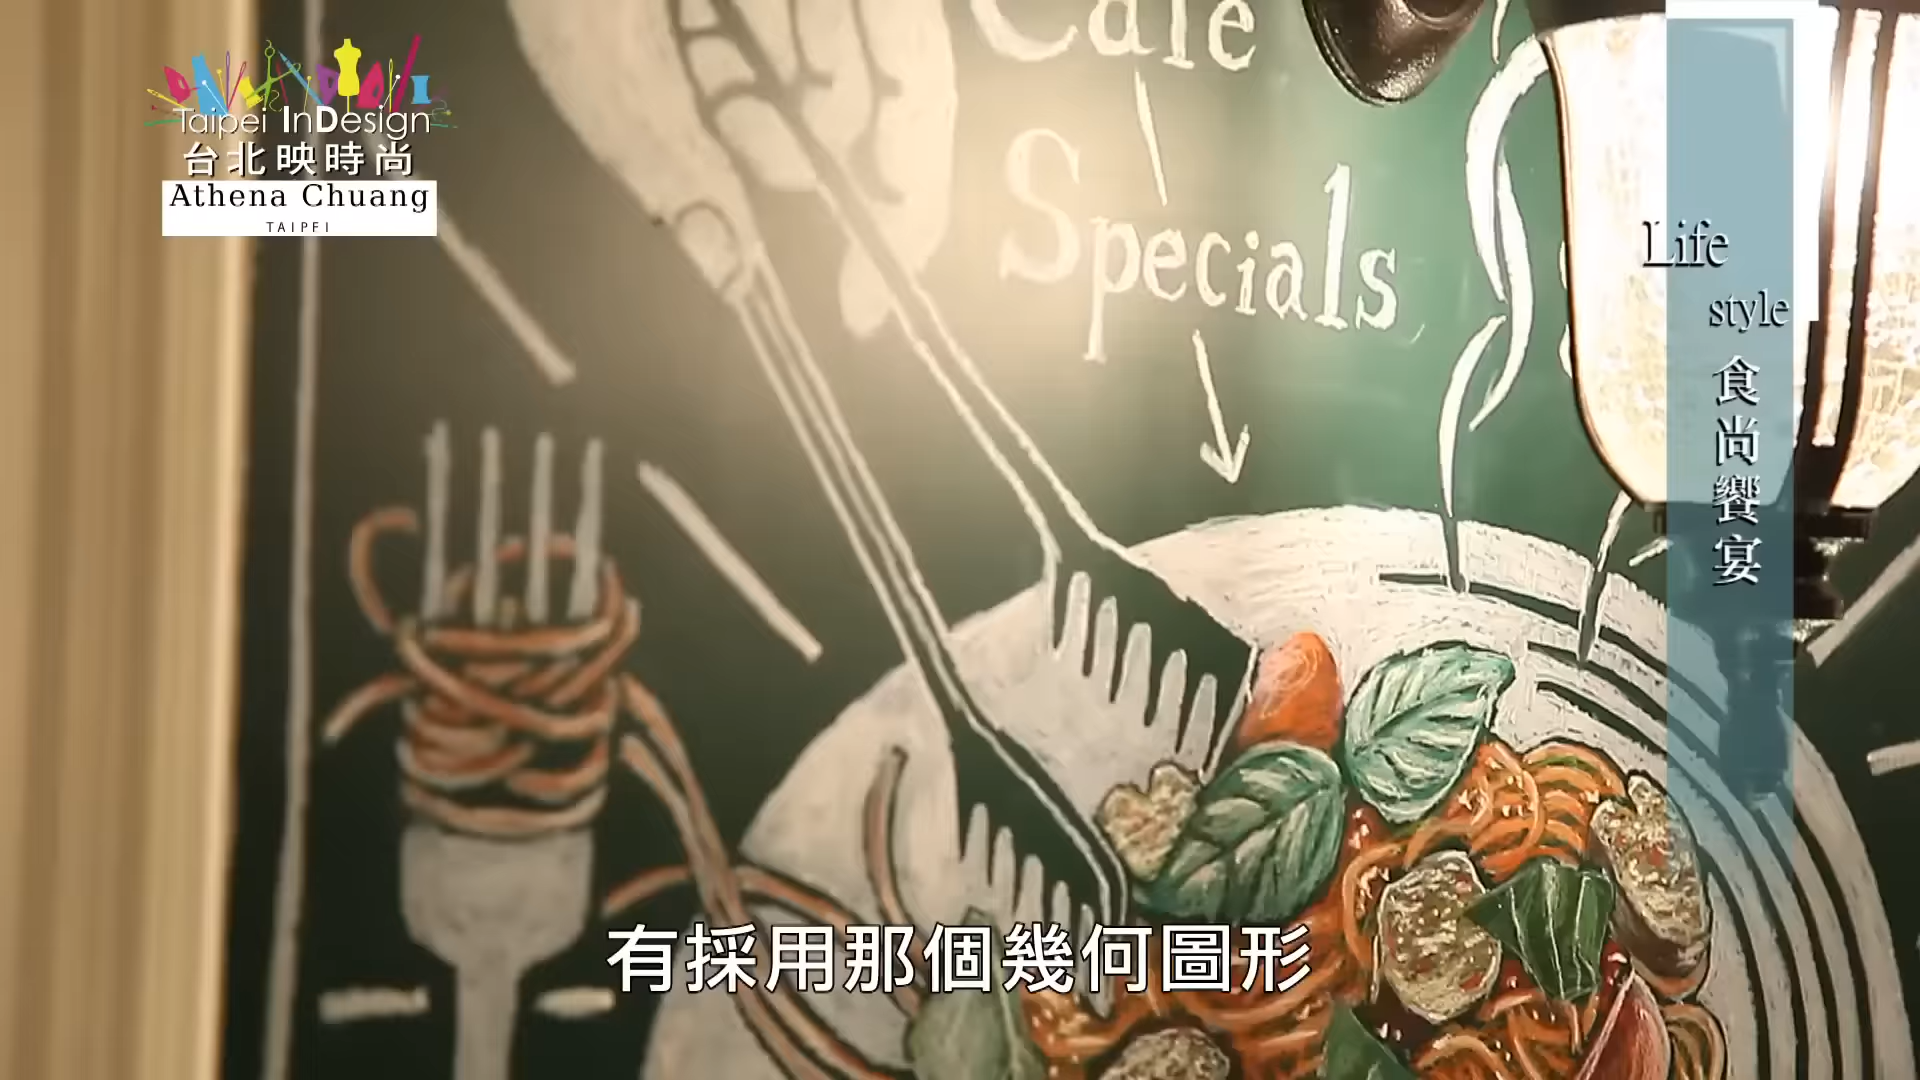 Taipei InDesign
台北映時尚
Athena Chuang
TAIPEI
Cafe
Specials
Life
style
食尚饗宴
有採用那個幾何圖形